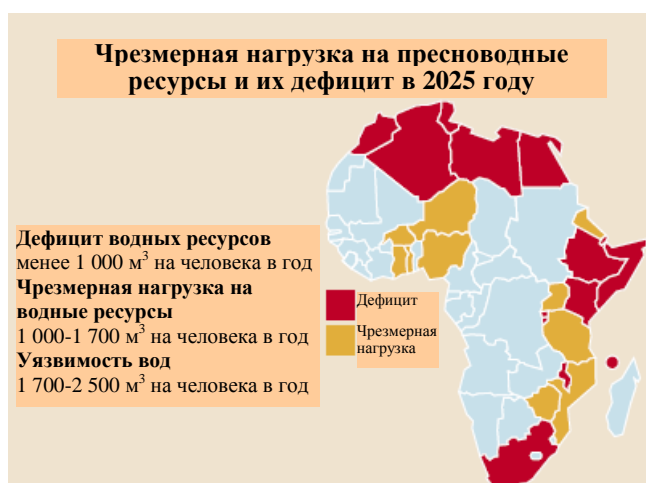 Чрезмерная нагрузка на пресноводные
ресурсы и их дефицит в 2025 году
Дефицит водных ресурсов
менее 1 000 м³ на человека в год
Чрезмерная нагрузка на
водные ресурсы
1 000-1 700 м³ на человека в год
Уязвимость вод
1 700-2 500 м³ на человека в год
Дефицит
Чрезмерная
нагрузка